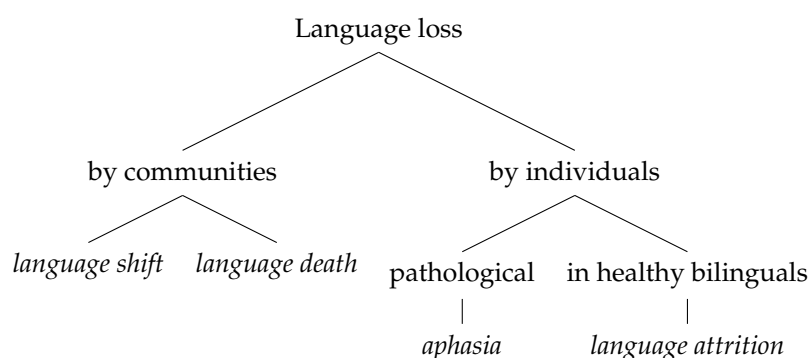 Language loss
by communities by individuals
language shift language death
pathological in healthy bilinguals
aphasia language attrition